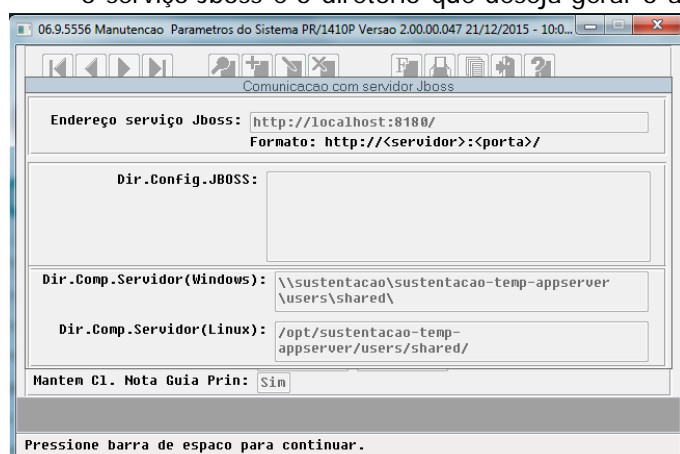 o serviço Jboss e o diretório que deseja gerar o a
06.9.5556 Manutencao Parametros do Sistema PR/1410P Versao 2.00.00.047 21/12/2015 - 10:0...
Comunicacao com servidor Jboss
Endereço serviço Jboss: http://localhost:8180/
Formato: http://<servidor>:<porta>/
Dir.Config.JBOSS:
Dir.Comp.Servidor(Windows): \\sustentacao\sustentacao-temp-appserver
\users\shared\
Dir.Comp.Servidor(Linux): /opt/sustentacao-temp-
appserver/users/shared/
Mantem Cl. Nota Guia Prin: Sim
Pressione barra de espaco para continuar.